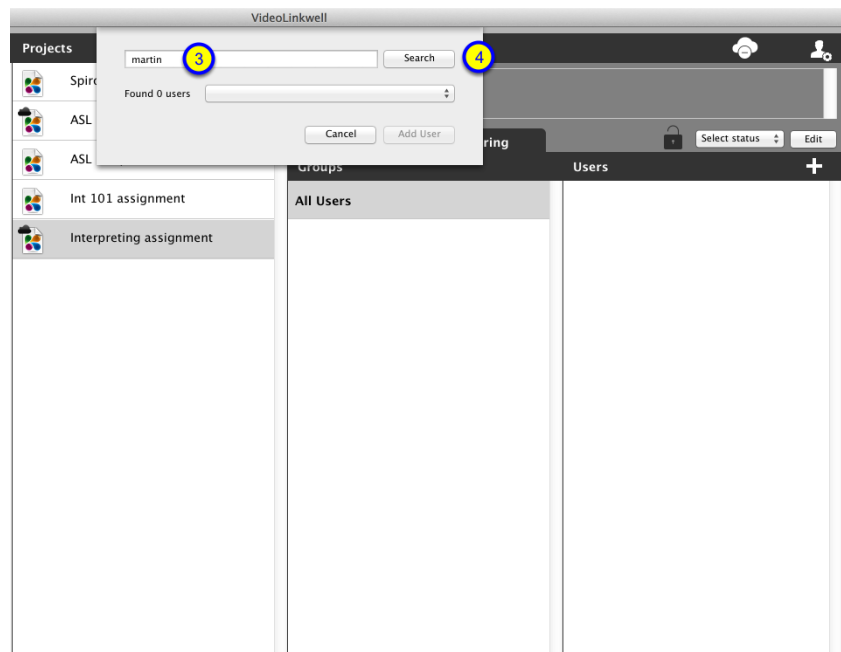 VideoLinkwell
Projects
martin
3
Search
4
Found 0 users
Cancel
Add User
ring
Select status
Edit
Spiro
ASL
ASL
Int 101 assignment
Interpreting assignment
Groups
All Users
Users